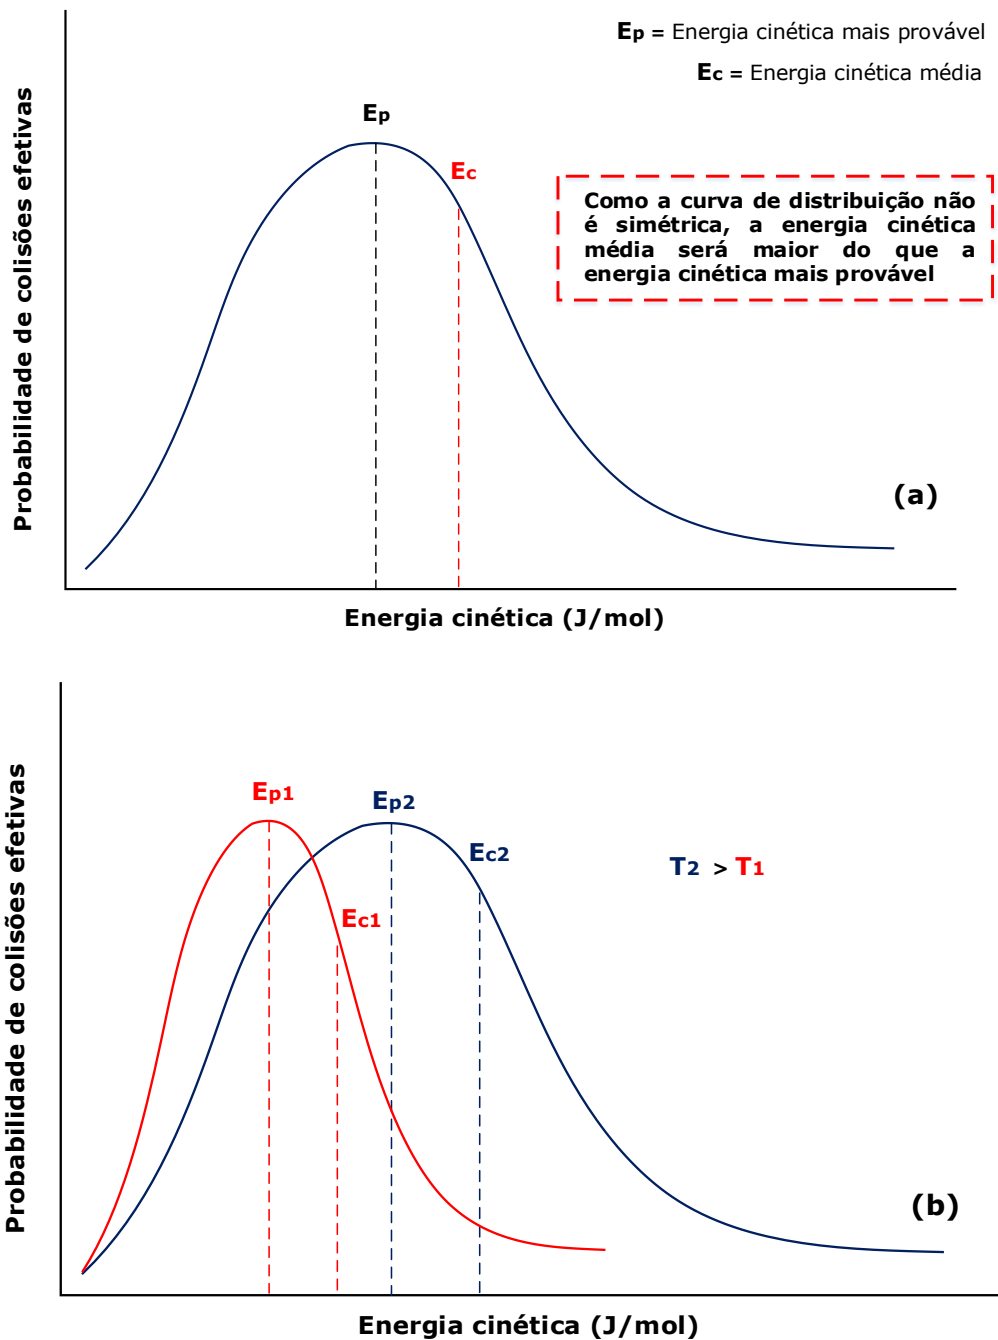 Ep = Energia cinética mais provável
Ec = Energia cinética média
Ep
Ec
Como a curva de distribuição não
é simétrica, a energia cinética
média será maior do que a
energia cinética mais provável
Probabilidade de colisões efetivas
(a)
Energia cinética (J/mol)
Ep1
Ep2
Ec2
T2 > T1
Ec1
Probabilidade de colisões efetivas
(b)
Energia cinética (J/mol)